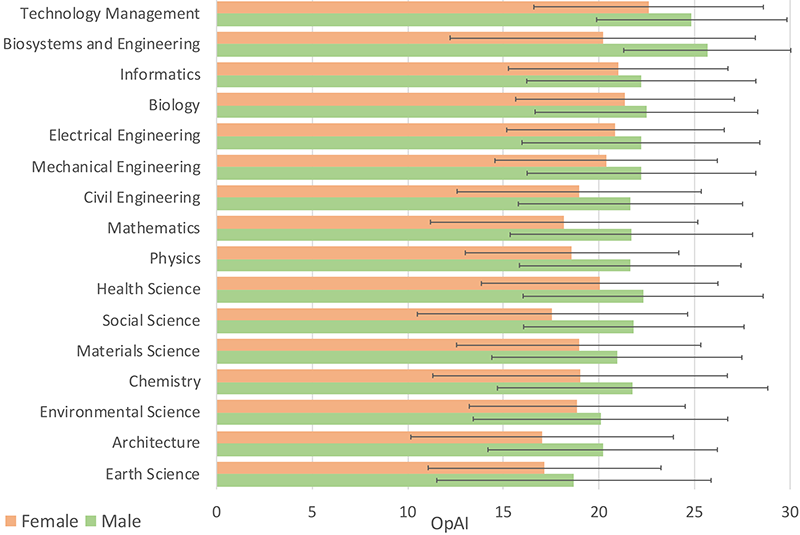 Technology Management
Biosystems and Engineering
Informatics
Biology
Electrical Engineering
Mechanical Engineering
Civil Engineering
Mathematics
Physics
Health Science
Social Science
Materials Science
Chemistry
Environmental Science
Architecture
Earth Science
0 5 10 15 20 25 30
OpAI
Female Male